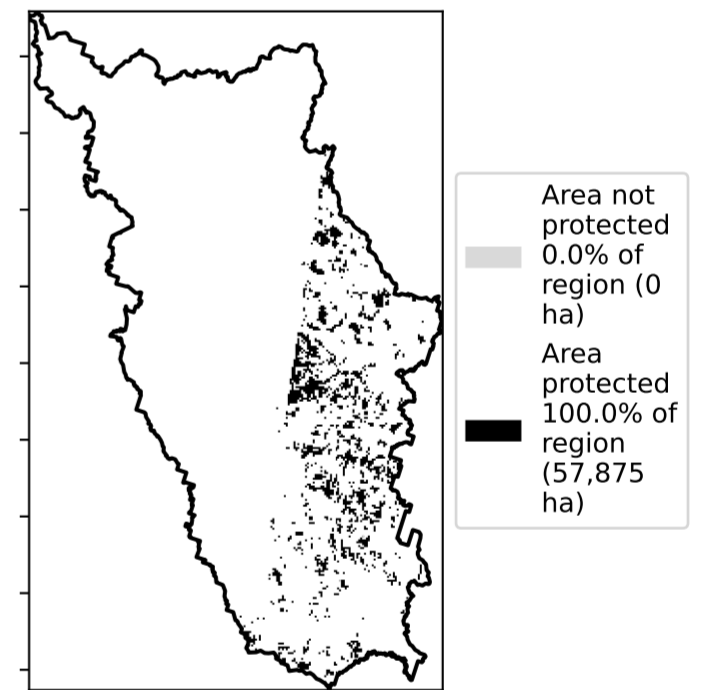 Area not
protected
0.0% of
region (0
ha)
Area
protected
100.0% of
region
(57,875
ha)